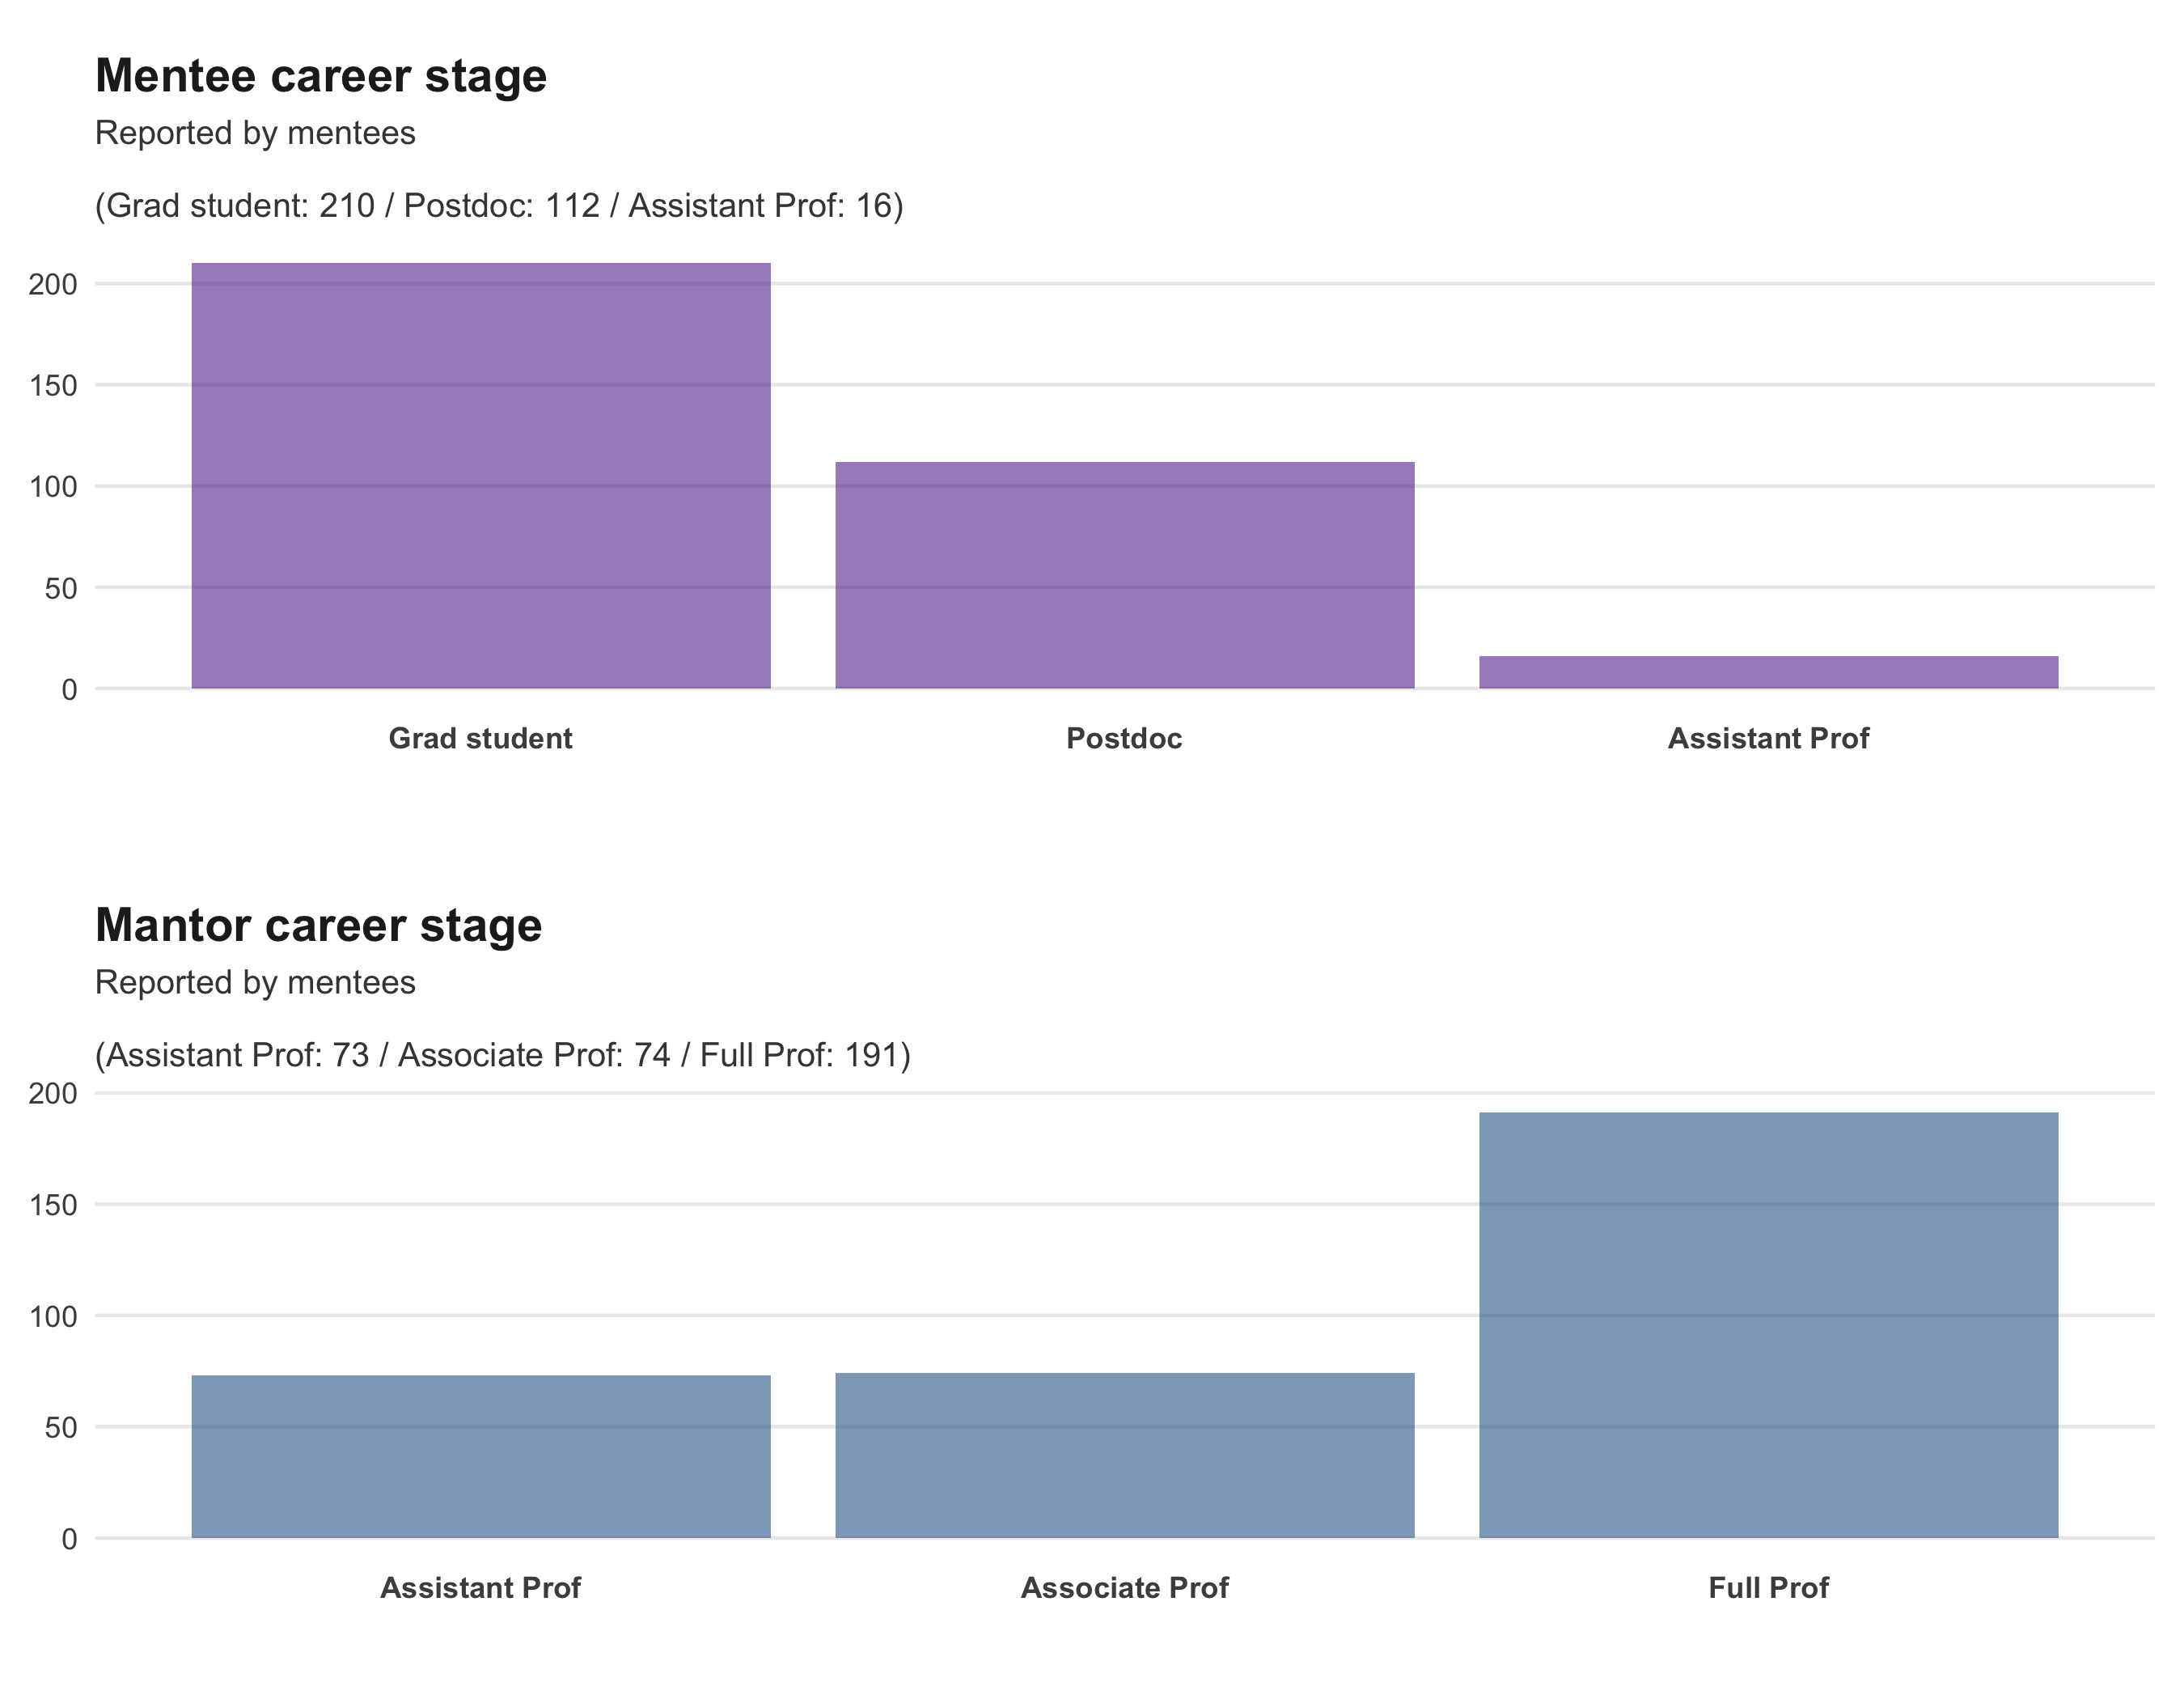 Mentee career stage
Reported by mentees
(Grad student: 210 / Postdoc: 112 / Assistant Prof: 16)
200
150
100
50
0
Grad student Postdoc Assistant Prof
Mantor career stage
Reported by mentees
(Assistant Prof: 73 / Associate Prof: 74 / Full Prof: 191)
200
150
100
50
0
Assistant Prof Associate Prof Full Prof